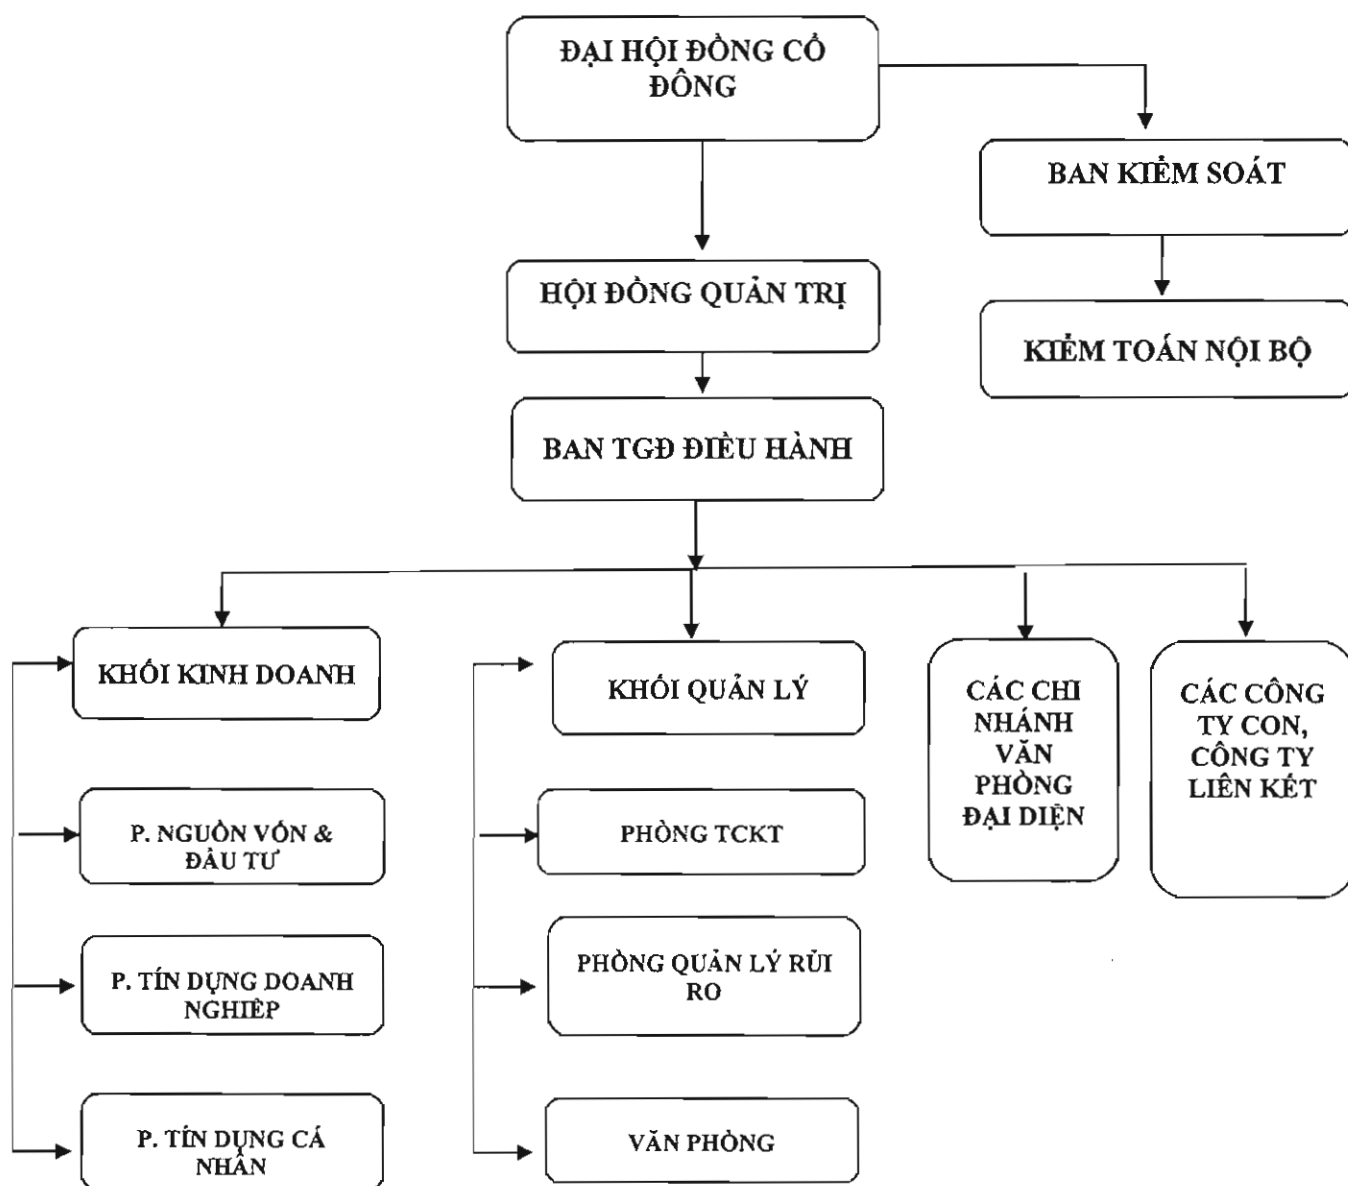 ĐẠI HỘI ĐỒNG CỔ
ĐÔNG
BAN KIỂM SOÁT
HỘI ĐỒNG QUẢN TRỊ
KIỂM TOÁN NỘI BỘ
BAN TGĐ ĐIỀU HÀNH
KHỐI KINH DOANH
P. NGUỒN VỐN &
ĐẦU TƯ
P. TÍN DỤNG DOANH
NGHIỆP
P. TÍN DỤNG CÁ
NHÂN
KHỐI QUẢN LÝ
PHÒNG TCKT
PHÒNG QUẢN LÝ RỦI
RO
VĂN PHÒNG
CÁC CHI
NHÁNH
VĂN
PHÒNG
ĐẠI DIỆN
CÁC CÔNG
TY CON,
CÔNG TY
LIÊN KẾT